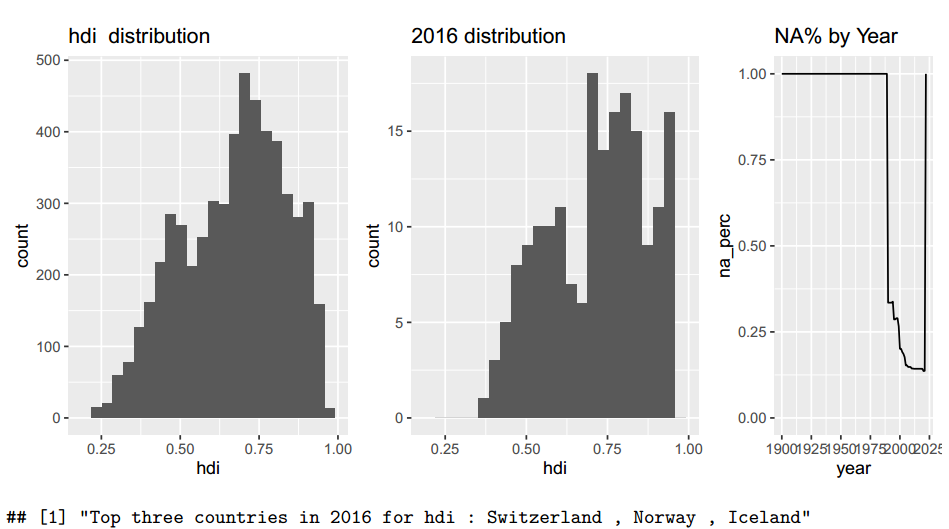 hdi  distribution
500
400
300
200
100
0
count
0.25 0.50 0.75 1.00
hdi
2016 distribution
15
10
5
0
count
0.25 0.50 0.75 1.00
hdi
NA% by Year
1.00
0.75
0.50
0.25
0.00
na_perc
1900 1925 1950 1975 2000 2025
year
## [1] "Top three countries in 2016 for hdi : Switzerland , Norway , Iceland"